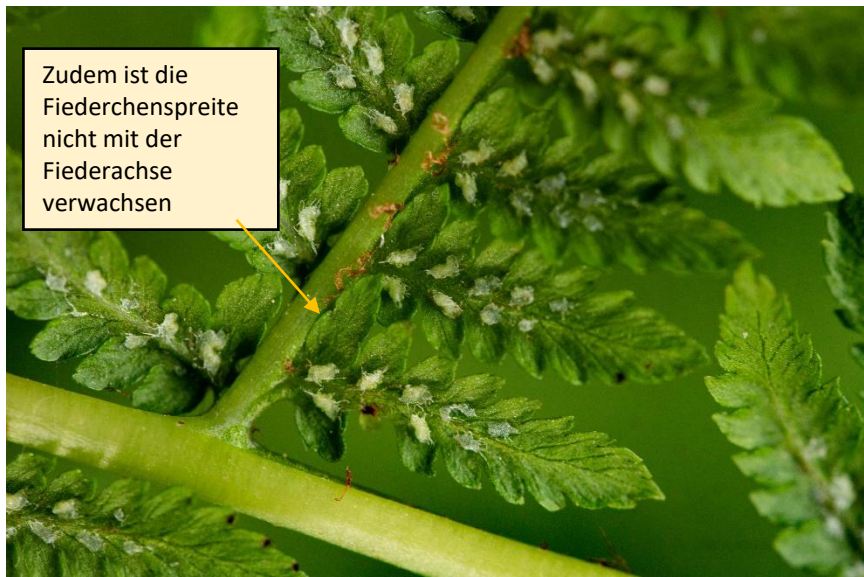 Zudem ist die
Fiederchenspreite
nicht mit der
Fiederachse
verwachsen